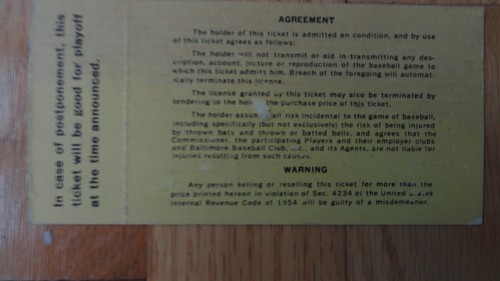 In case of postponement, this
ticket will be good for playoff
at the time announced.
AGREEMENT
The holder of this ticket is admitted on condition, and by use
of this ticket agrees as follows:
The holder will not transmit or aid in transmitting any des-
cription, account, picture or reproduction of the baseball game to
which this ticket admits him. Breach of the foregoing will automat-
ically terminate this license.
The license granted by this ticket may also be terminated by
tendering to the the purchase price of this ticket.
The holder all risk incidental to the game of baseball,
including specifically (but not exclusively) the risk of being injured
by thrown bats and thrown or batted balls, and agrees that the
Commissioner, the participating Players and their employer clubs
and Baltimore Baseball Club, and its Agents, are not liable for
injuries resulting from such causes.
WARNING
Any person selling or reselling this ticket for more than the
price printed hereon in violation of Sec. 4234 of the United
Internal Revenue Code of 1954 will be guilty of a misdemeanor.